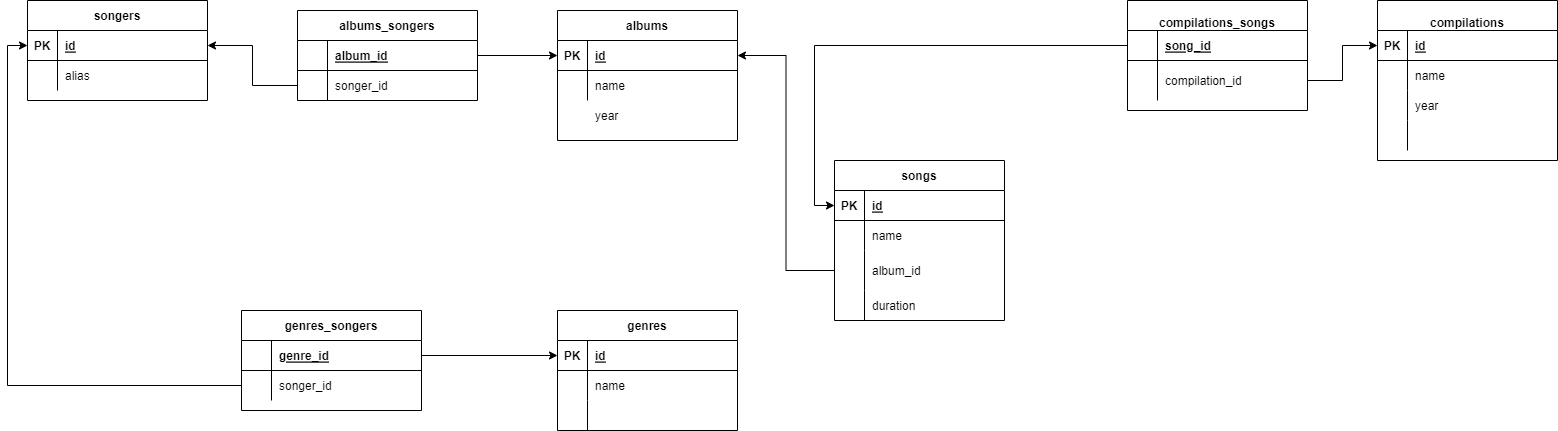 songers
PK id
alias
albums_songers
album_id
songer_id
albums
PK id
name
year
compilations_songs
song_id
compilation_id
compilations
PK id
name
year
songs
PK id
name
album_id
duration
genres_songers
genre_id
songer_id
genres
PK id
name